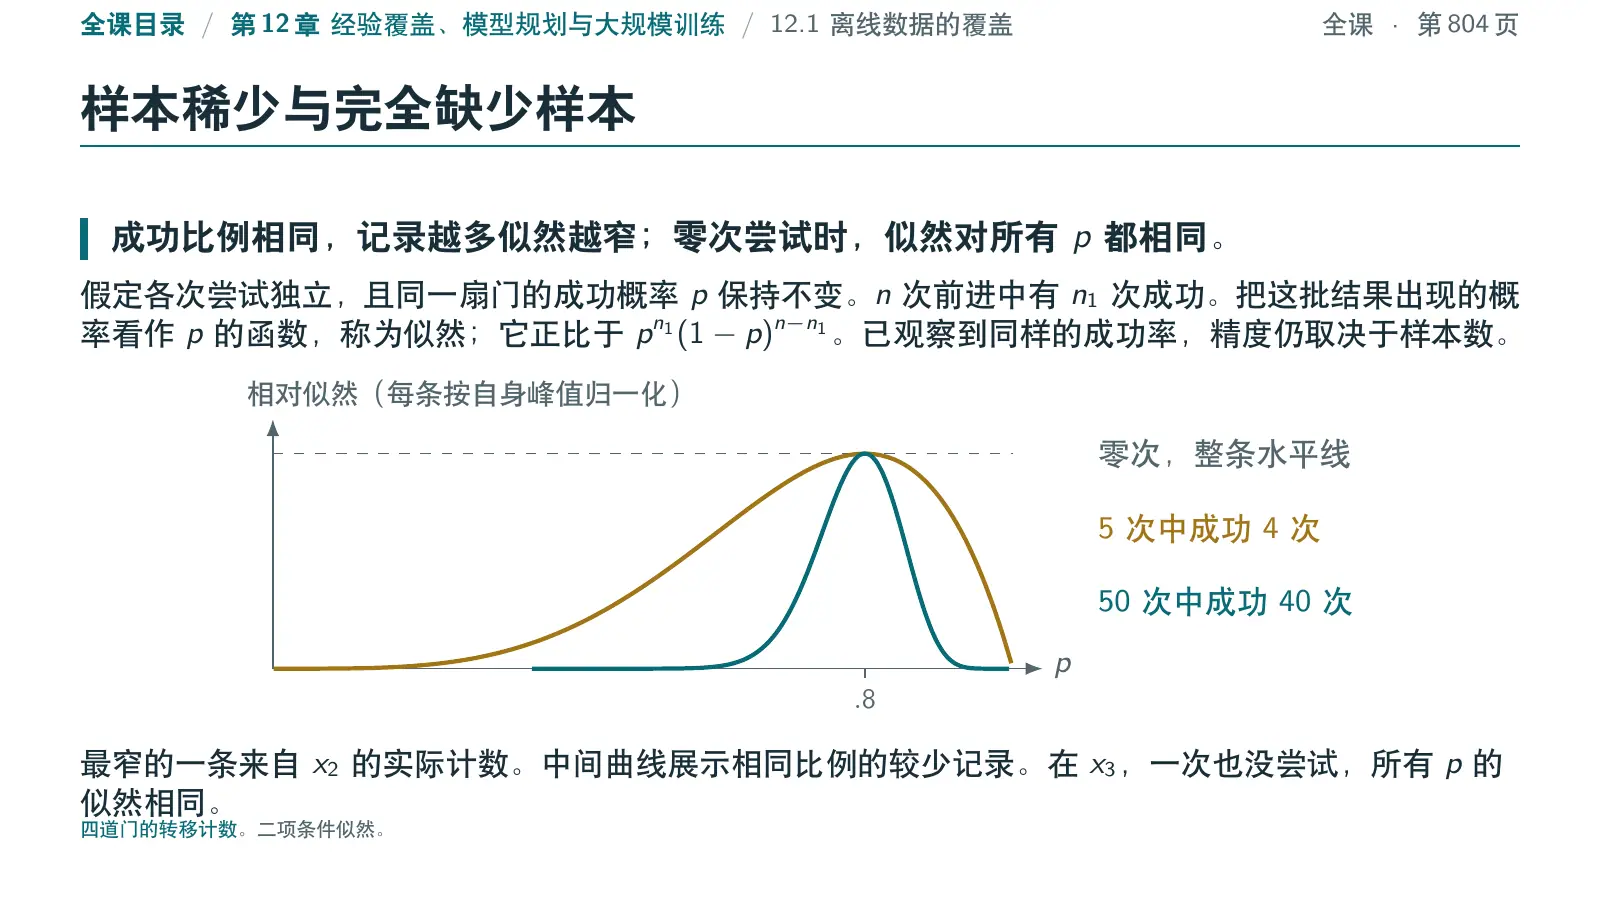 全课目录 / 第 12 章 经验覆盖、模型规划与大规模训练 / 12.1 离线数据的覆盖
全课 · 第 804 页
样本稀少与完全缺少样本
成功比例相同，记录越多似然越窄；零次尝试时，似然对所有 p 都相同。
假定各次尝试独立，且同一扇门的成功概率 p 保持不变。n 次前进中有 n₁ 次成功。把这批结果出现的概
率看作 p 的函数，称为似然；它正比于 p^{n₁}(1 − p)^{n−n₁}。已观察到同样的成功率，精度仍取决于样本数。
相对似然（每条按自身峰值归一化）
零次，整条水平线
5 次中成功 4 次
50 次中成功 40 次
p
.8
最窄的一条来自 x₂ 的实际计数。中间曲线展示相同比例的较少记录。在 x₃，一次也没尝试，所有 p 的
似然相同。
四道门的转移计数。二项条件似然。